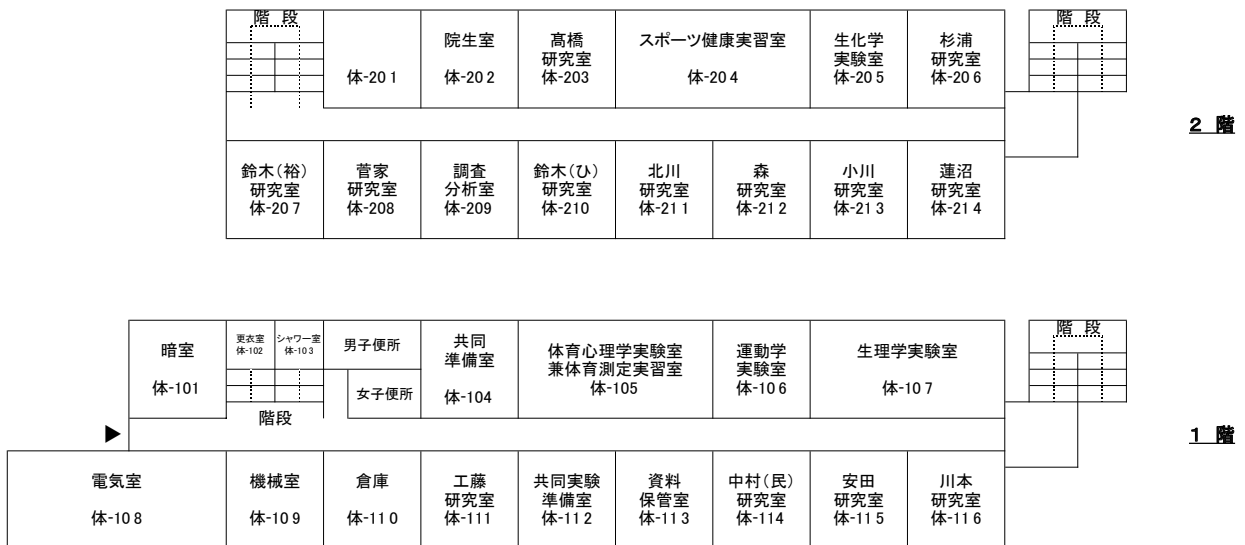 階 段
体-201
院生室
体-202
髙橋
研究室
体-203
スポーツ健康実習室
体-204
生化学
実験室
体-205
杉浦
研究室
体-206
階 段
2 階
鈴木(裕)
研究室
体-207
菅家
研究室
体-208
調査
分析室
体-209
鈴木(ひ)
研究室
体-210
北川
研究室
体-211
森
研究室
体-212
小川
研究室
体-213
蓮沼
研究室
体-214
暗室
体-101
更衣室
体-102
シャワー室
体-103
男子便所
女子便所
階段
共同
準備室
体-104
体育心理学実験室
兼体育測定実習室
体-105
運動学
実験室
体-106
生理学実験室
体-107
階 段
▶
1 階
電気室
体-108
機械室
体-109
倉庫
体-110
工藤
研究室
体-111
共同実験
準備室
体-112
資料
保管室
体-113
中村(民)
研究室
体-114
安田
研究室
体-115
川本
研究室
体-116